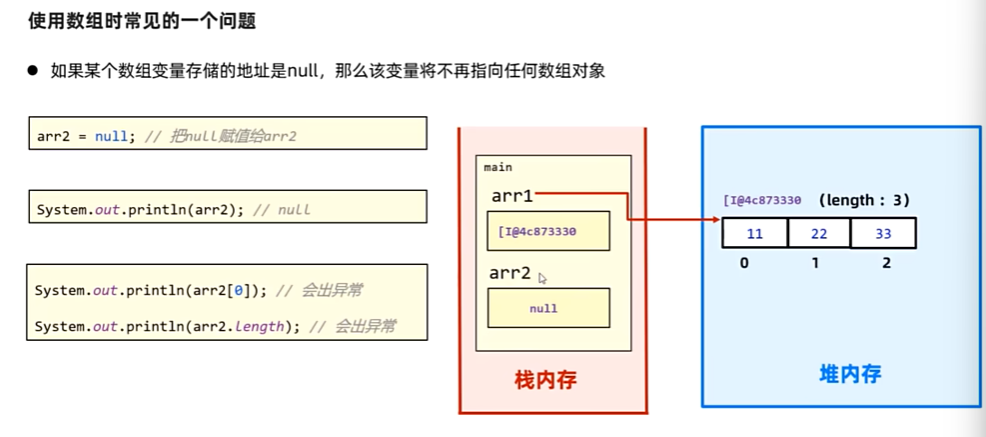 使用数组时常见的一个问题
● 如果某个数组变量存储的地址是null，那么该变量将不再指向任何数组对象
arr2 = null; // 把null赋值给arr2
System.out.println(arr2); // null
System.out.println(arr2[0]); // 会出异常
System.out.println(arr2.length); // 会出异常
main
arr1
[I@4c873330
arr2
null
栈内存
[I@4c873330 （length：3）
11 22 33
0 1 2
堆内存